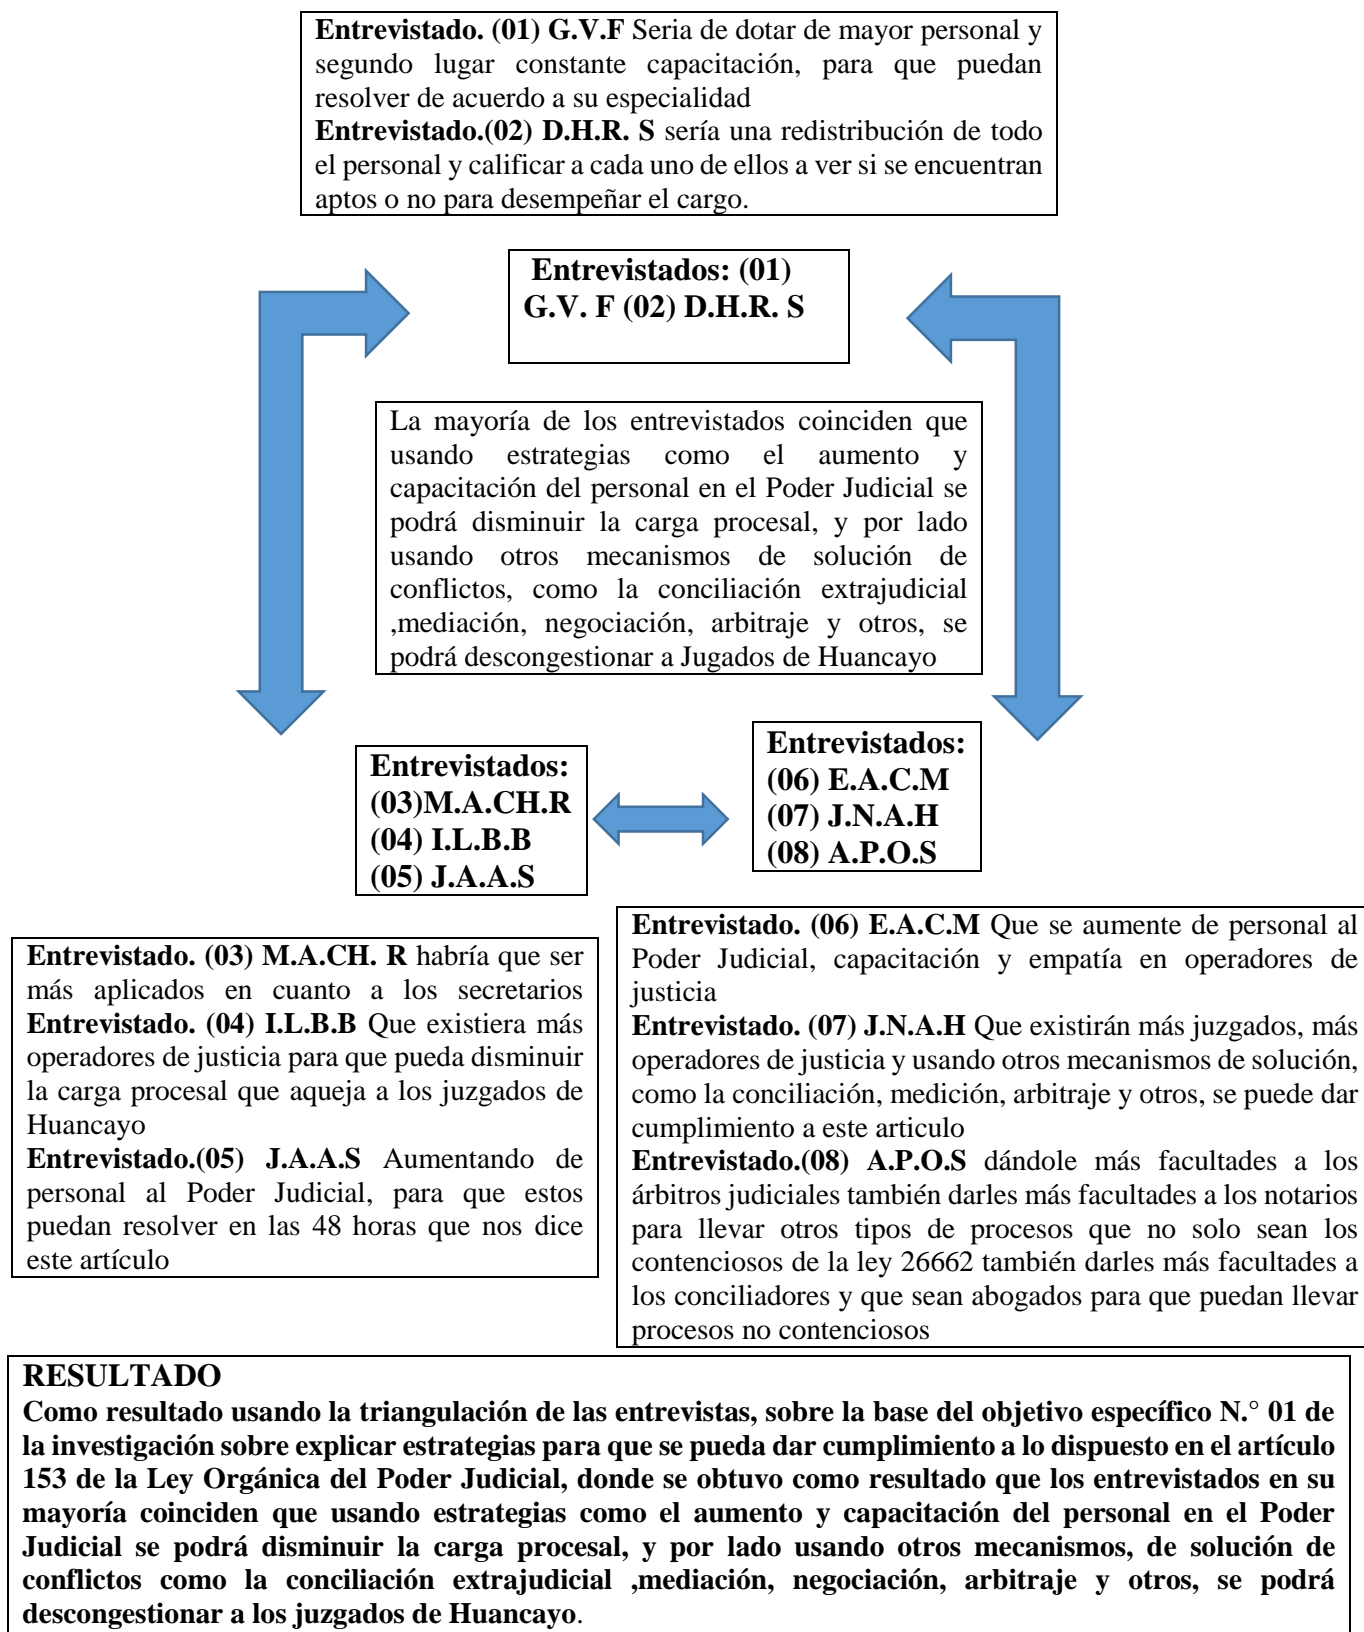 Entrevistado. (01) G.V.F Seria de dotar de mayor personal y
segundo lugar constante capacitación, para que puedan
resolver de acuerdo a su especialidad
Entrevistado.(02) D.H.R. S sería una redistribución de todo
el personal y calificar a cada uno de ellos a ver si se encuentran
aptos o no para desempeñar el cargo.
Entrevistados: (01)
G.V. F (02) D.H.R. S
La mayoría de los entrevistados coinciden que
usando estrategias como el aumento y
capacitación del personal en el Poder Judicial se
podrá disminuir la carga procesal, y por lado
usando otros mecanismos de solución de
conflictos, como la conciliación extrajudicial
,mediación, negociación, arbitraje y otros, se
podrá descongestionar a Jugados de Huancayo
Entrevistados:
(03)M.A.CH.R
(04) I.L.B.B
(05) J.A.A.S
Entrevistados:
(06) E.A.C.M
(07) J.N.A.H
(08) A.P.O.S
Entrevistado. (03) M.A.CH. R habría que ser
más aplicados en cuanto a los secretarios
Entrevistado. (04) I.L.B.B Que existiera más
operadores de justicia para que pueda disminuir
la carga procesal que aqueja a los juzgados de
Huancayo
Entrevistado.(05) J.A.A.S Aumentando de
personal al Poder Judicial, para que estos
puedan resolver en las 48 horas que nos dice
este artículo
Entrevistado. (06) E.A.C.M Que se aumente de personal al
Poder Judicial, capacitación y empatía en operadores de
justicia
Entrevistado. (07) J.N.A.H Que existirán más juzgados, más
operadores de justicia y usando otros mecanismos de solución,
como la conciliación, medición, arbitraje y otros, se puede dar
cumplimiento a este articulo
Entrevistado.(08) A.P.O.S dándole más facultades a los
árbitros judiciales también darles más facultades a los notarios
para llevar otros tipos de procesos que no solo sean los
contenciosos de la ley 26662 también darles más facultades a
los conciliadores y que sean abogados para que puedan llevar
procesos no contenciosos
RESULTADO
Como resultado usando la triangulación de las entrevistas, sobre la base del objetivo específico N.° 01 de
la investigación sobre explicar estrategias para que se pueda dar cumplimiento a lo dispuesto en el artículo
153 de la Ley Orgánica del Poder Judicial, donde se obtuvo como resultado que los entrevistados en su
mayoría coinciden que usando estrategias como el aumento y capacitación del personal en el Poder
Judicial se podrá disminuir la carga procesal, y por lado usando otros mecanismos, de solución de
conflictos como la conciliación extrajudicial ,mediación, negociación, arbitraje y otros, se podrá
descongestionar a los juzgados de Huancayo.